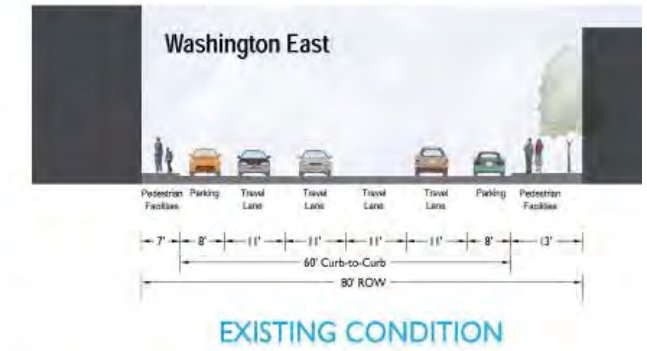 Washington East
Pedestrian Facilities
Parking
Travel Lane
Travel Lane
Travel Lane
Travel Lane
Parking
Pedestrian Facilities
7' 8' 11' 11' 11' 11' 8' 13'
60' Curb-to-Curb
80' ROW
EXISTING CONDITION